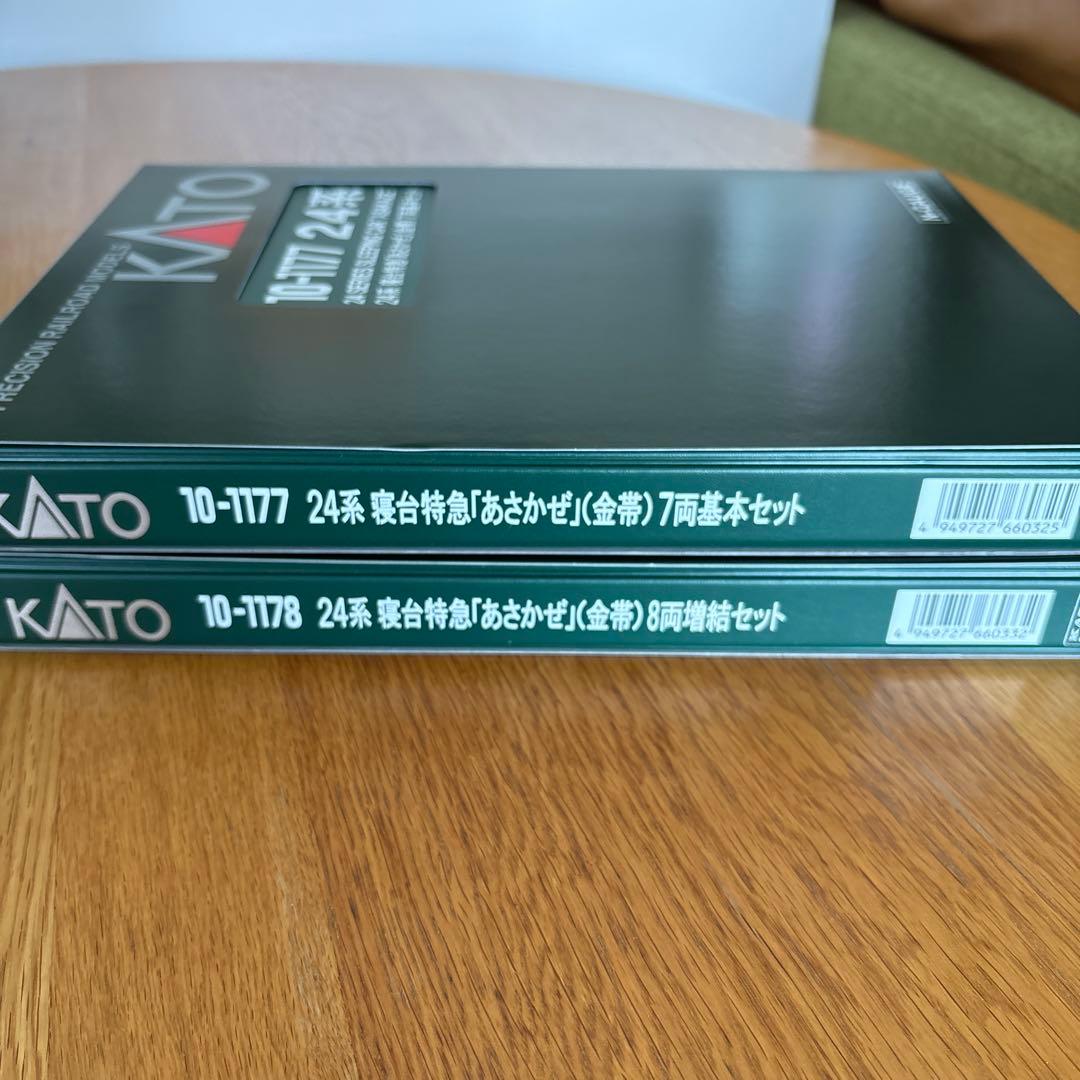 KATO
PRECISION RAILROAD MODELS
10-1177 24系
KATO 10-1177 24系 寝台特急「あさかぜ」(金帯) 7両基本セット
4 949727 660325
KATO 10-1178 24系 寝台特急「あさかぜ」(金帯) 8両増結セット
4 949727 660332